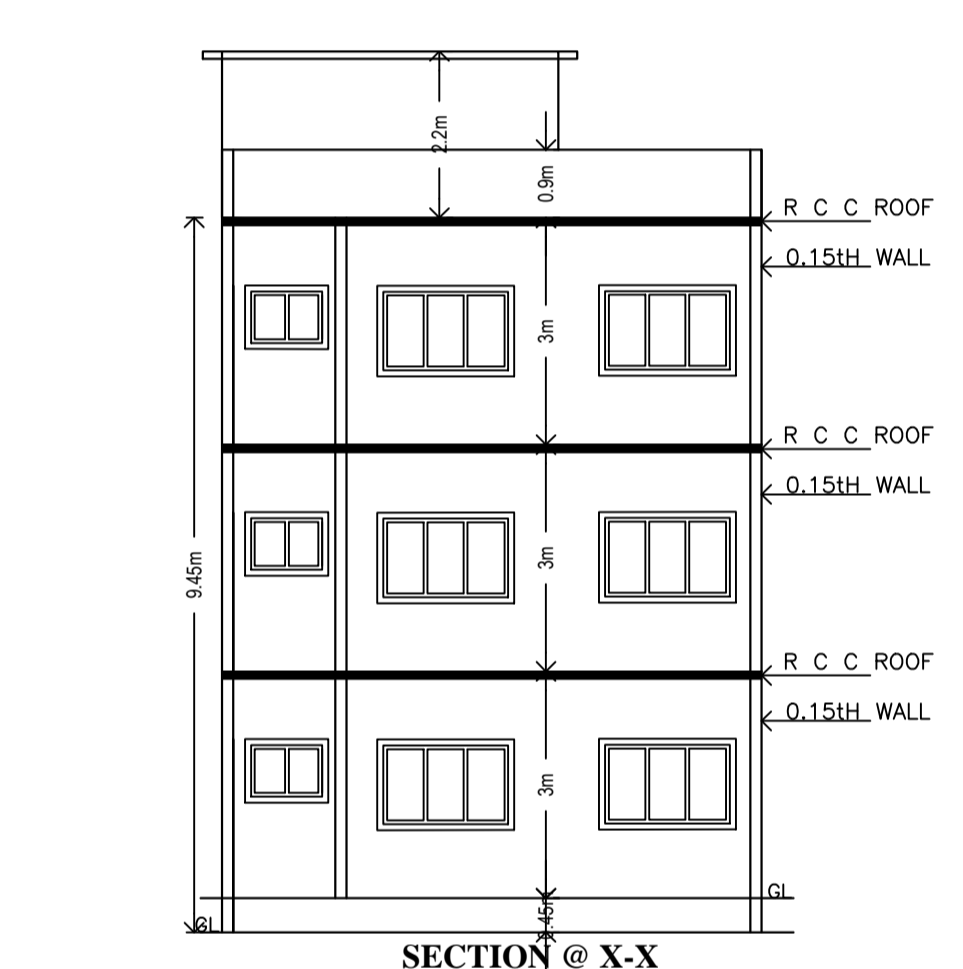 2.2m
0.9m
R C C ROOF
0.15tH WALL
3m
R C C ROOF
0.15tH WALL
9.45m
3m
R C C ROOF
0.15tH WALL
3m
GL
GL
SECTION @ X-X